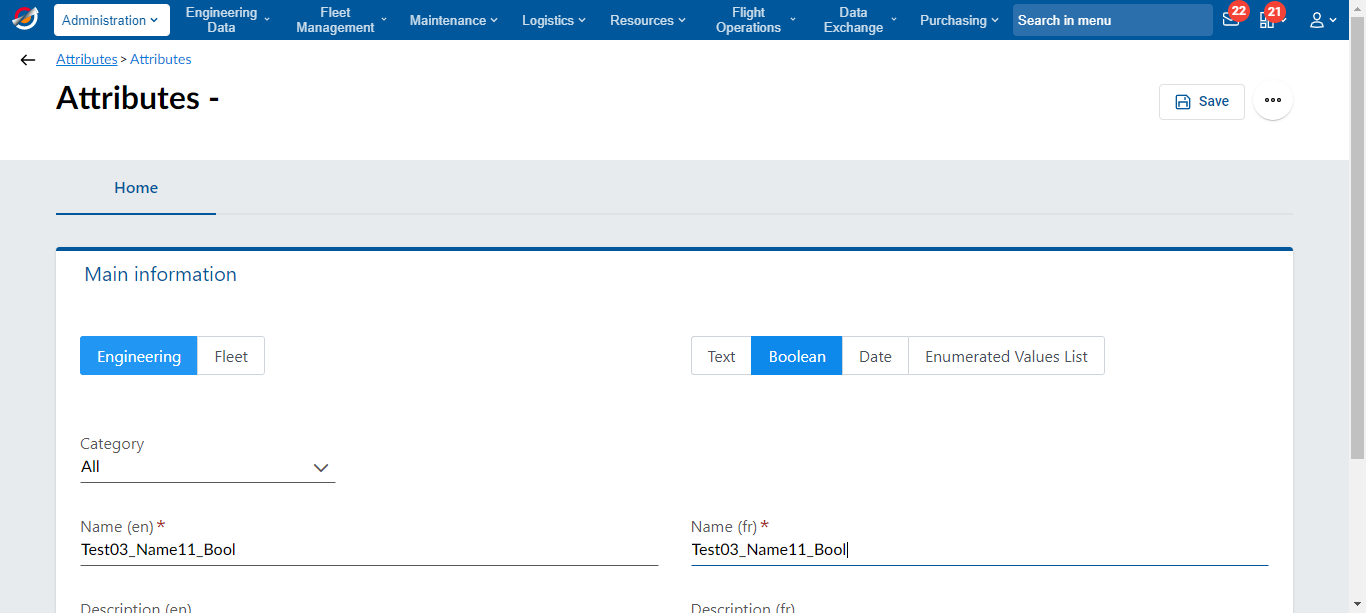 Administration
Engineering
Data
Fleet
Management
Maintenance
Logistics
Resources
Flight
Operations
Data
Exchange
Purchasing
Search in menu
22
21
Attributes > Attributes
Attributes -
Save
Home
Main information
Engineering Fleet
Text Boolean Date Enumerated Values List
Category
All
Name (en) *
Test03_Name11_Bool
Name (fr) *
Test03_Name11_Bool
Description (en)
Description (fr)